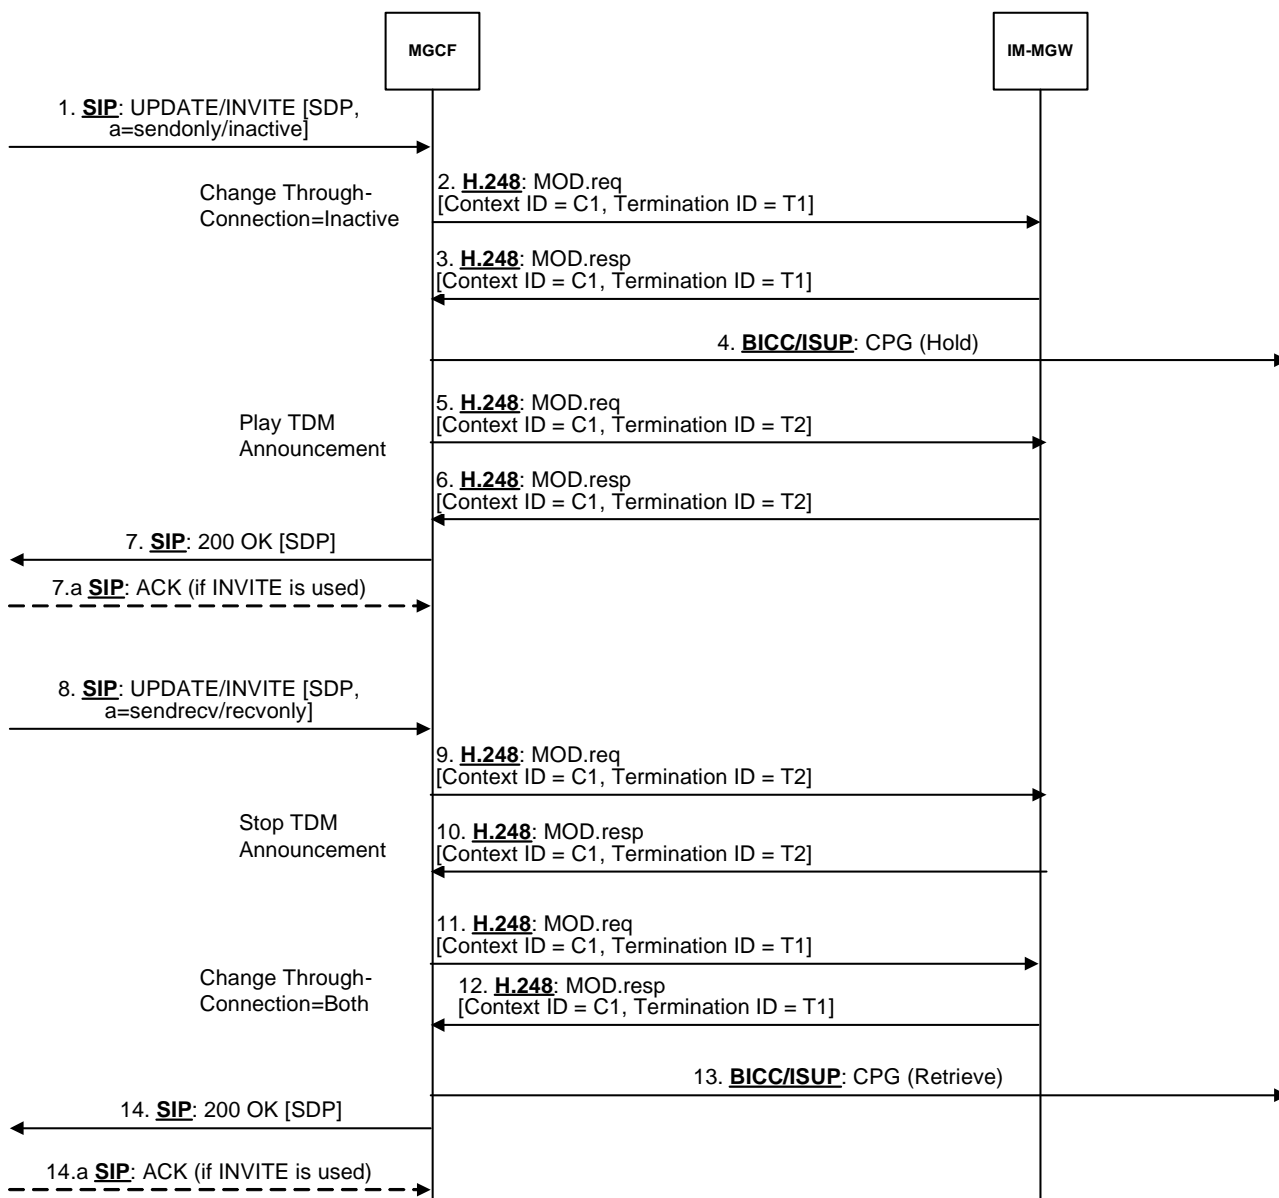 MGCF
IM-MGW
1. SIP: UPDATE/INVITE [SDP,
a=sendonly/inactive]
Change Through-
Connection=Inactive
2. H.248: MOD.req
[Context ID = C1, Termination ID = T1]
3. H.248: MOD.resp
[Context ID = C1, Termination ID = T1]
4. BICC/ISUP: CPG (Hold)
Play TDM
Announcement
5. H.248: MOD.req
[Context ID = C1, Termination ID = T2]
6. H.248: MOD.resp
[Context ID = C1, Termination ID = T2]
7. SIP: 200 OK [SDP]
7.a SIP: ACK (if INVITE is used)
8. SIP: UPDATE/INVITE [SDP,
a=sendrecv/recvonly]
9. H.248: MOD.req
[Context ID = C1, Termination ID = T2]
Stop TDM
Announcement
10. H.248: MOD.resp
[Context ID = C1, Termination ID = T2]
11. H.248: MOD.req
[Context ID = C1, Termination ID = T1]
Change Through-
Connection=Both
12. H.248: MOD.resp
[Context ID = C1, Termination ID = T1]
13. BICC/ISUP: CPG (Retrieve)
14. SIP: 200 OK [SDP]
14.a SIP: ACK (if INVITE is used)